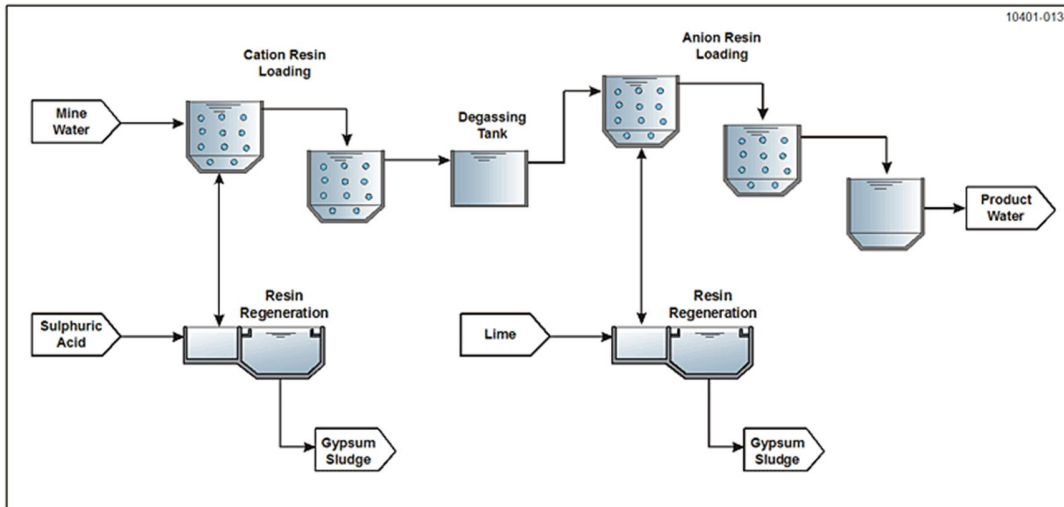 10401-013
Cation Resin
Loading
Anion Resin
Loading
Mine
Water
Degassing
Tank
Product
Water
Resin
Regeneration
Resin
Regeneration
Sulphuric
Acid
Lime
Gypsum
Sludge
Gypsum
Sludge